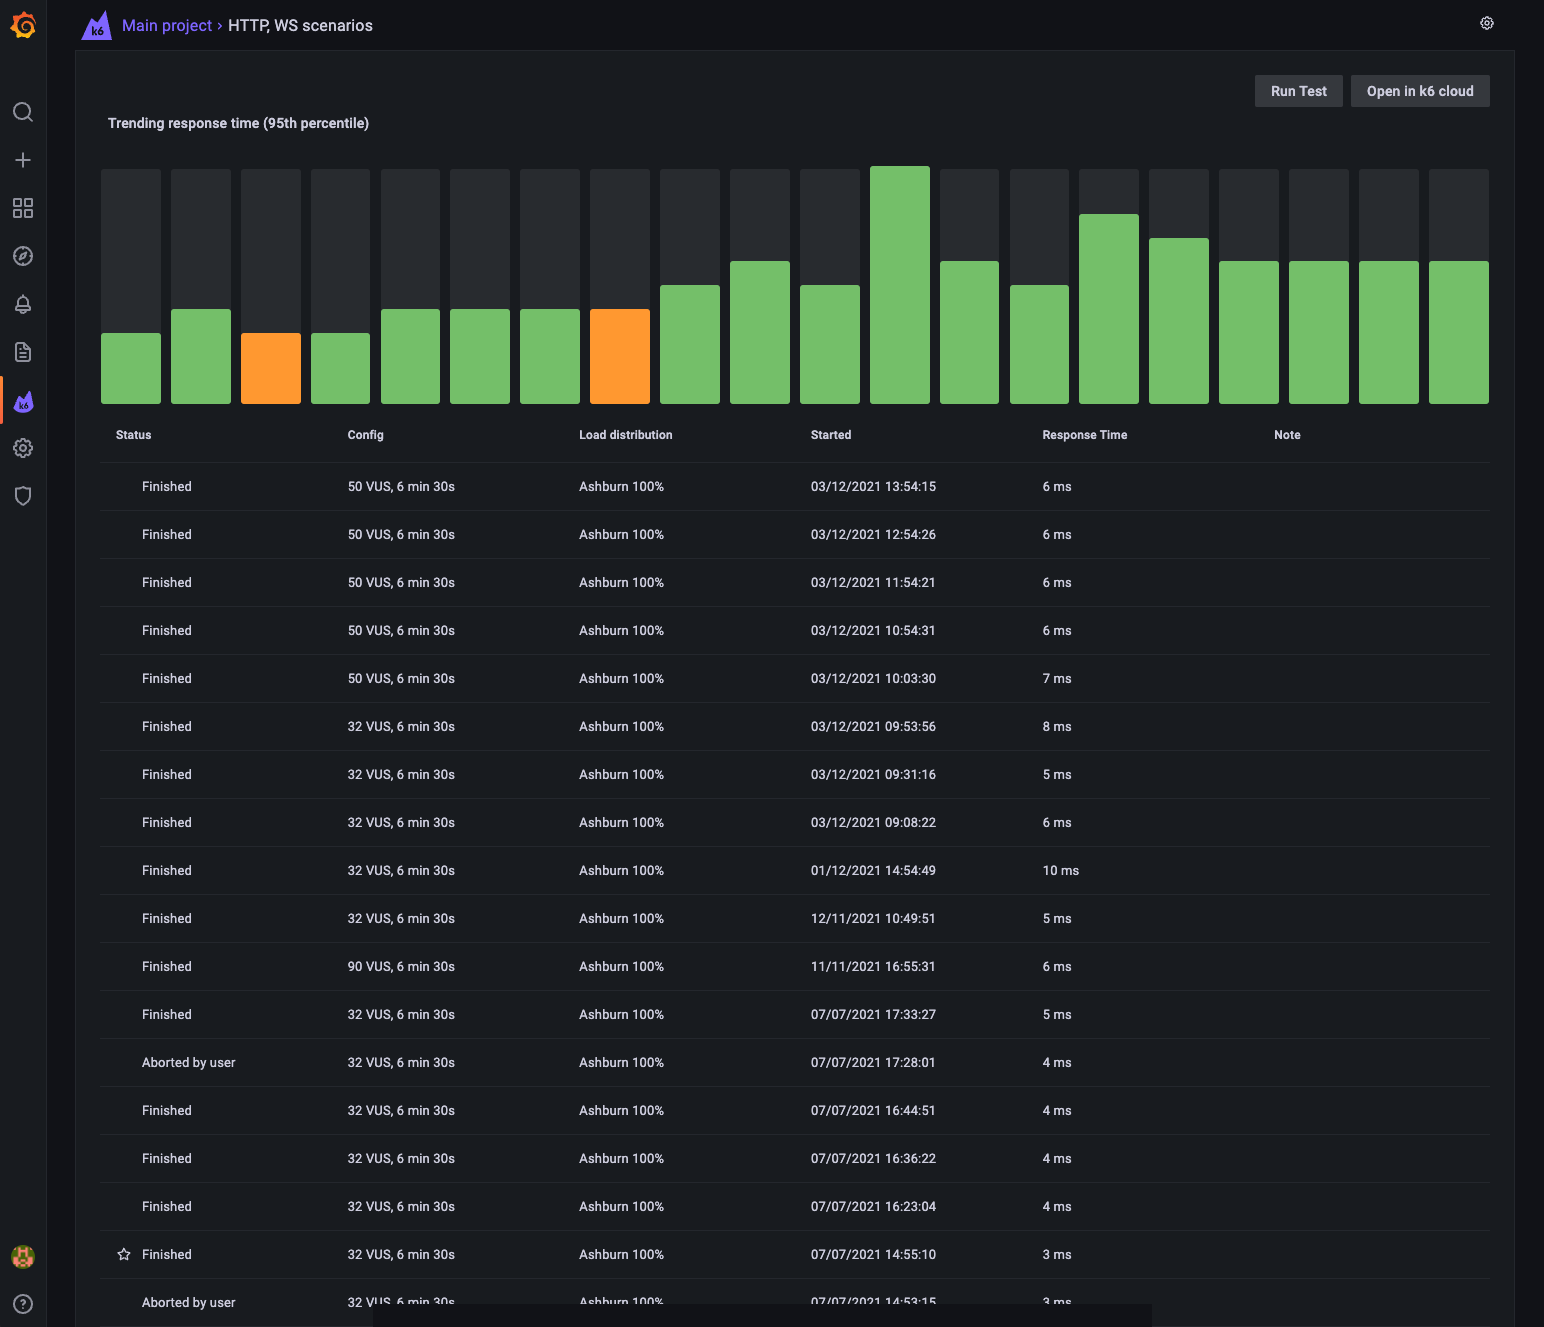 k6 Main project › HTTP, WS scenarios
Run Test Open in k6 cloud
Trending response time (95th percentile)
k6
Status Config Load distribution Started Response Time Note
Finished 50 VUS, 6 min 30s Ashburn 100% 03/12/2021 13:54:15 6 ms
Finished 50 VUS, 6 min 30s Ashburn 100% 03/12/2021 12:54:26 6 ms
Finished 50 VUS, 6 min 30s Ashburn 100% 03/12/2021 11:54:21 6 ms
Finished 50 VUS, 6 min 30s Ashburn 100% 03/12/2021 10:54:31 6 ms
Finished 50 VUS, 6 min 30s Ashburn 100% 03/12/2021 10:03:30 7 ms
Finished 32 VUS, 6 min 30s Ashburn 100% 03/12/2021 09:53:56 8 ms
Finished 32 VUS, 6 min 30s Ashburn 100% 03/12/2021 09:31:16 5 ms
Finished 32 VUS, 6 min 30s Ashburn 100% 03/12/2021 09:08:22 6 ms
Finished 32 VUS, 6 min 30s Ashburn 100% 01/12/2021 14:54:49 10 ms
Finished 32 VUS, 6 min 30s Ashburn 100% 12/11/2021 10:49:51 5 ms
Finished 90 VUS, 6 min 30s Ashburn 100% 11/11/2021 16:55:31 6 ms
Finished 32 VUS, 6 min 30s Ashburn 100% 07/07/2021 17:33:27 5 ms
Aborted by user 32 VUS, 6 min 30s Ashburn 100% 07/07/2021 17:28:01 4 ms
Finished 32 VUS, 6 min 30s Ashburn 100% 07/07/2021 16:44:51 4 ms
Finished 32 VUS, 6 min 30s Ashburn 100% 07/07/2021 16:36:22 4 ms
Finished 32 VUS, 6 min 30s Ashburn 100% 07/07/2021 16:23:04 4 ms
Finished 32 VUS, 6 min 30s Ashburn 100% 07/07/2021 14:55:10 3 ms
Aborted by user 32 VUS, 6 min 30s Ashburn 100% 07/07/2021 14:53:15 3 ms